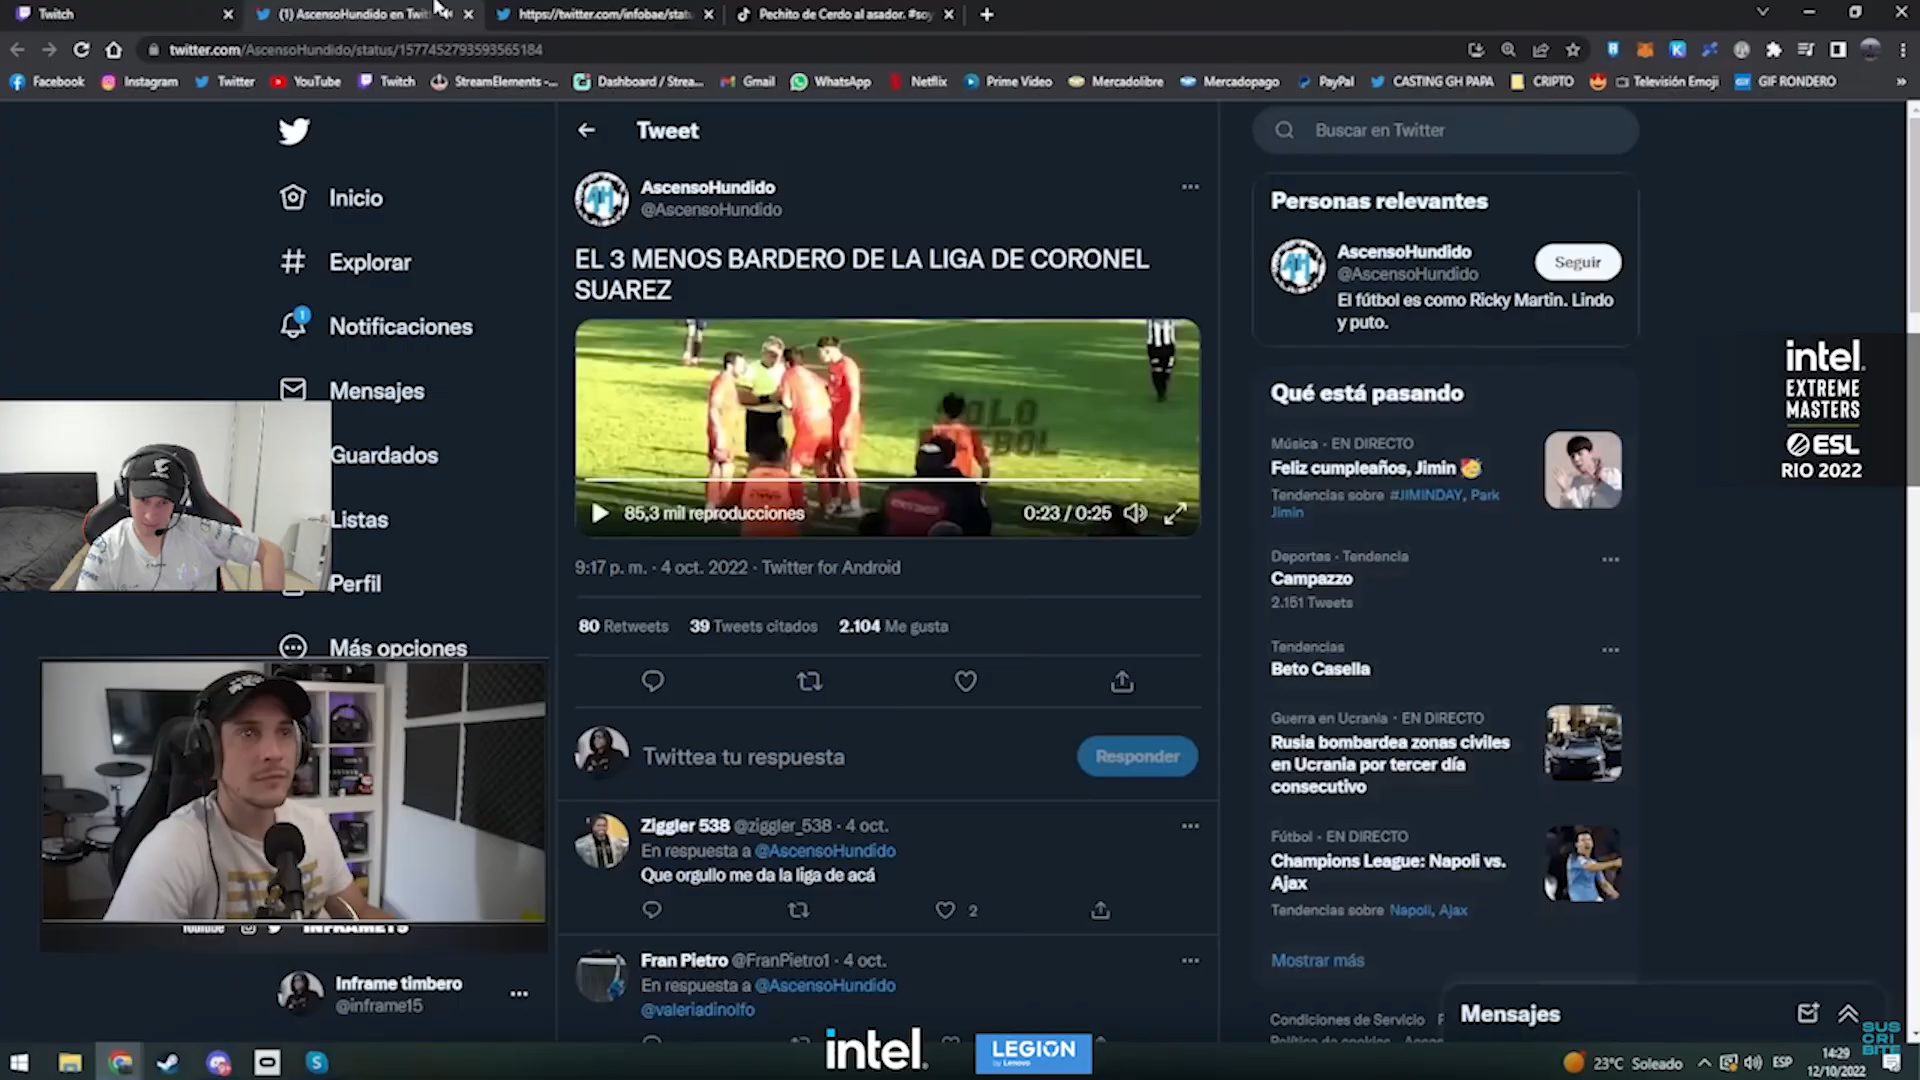 Twitch
(1) AscensoHundido en Twit
https://twitter.com/infobae/stat
Pechito de Cerdo al asador. #soy
twitter.com/AscensoHundido/status/1577452793593565184
Facebook
Instagram
Twitter
YouTube
Twitch
StreamElements -...
Dashboard / Strea...
Gmail
WhatsApp
Netflix
Prime Video
Mercadolibre
Mercadopago
PayPal
CASTING GH PAPA
CRIPTO
Televisión Emoji
GIF RONDERO
Inicio
Explorar
1
Notificaciones
Mensajes
Guardados
Listas
Perfil
Más opciones
Inframe timbero
@inframe15
Tweet
AscensoHundido
@AscensoHundido
EL 3 MENOS BARDERO DE LA LIGA DE CORONEL
SUAREZ
85,3 mil reproducciones
0:23 / 0:25
9:17 p. m. · 4 oct. 2022 · Twitter for Android
80 Retweets 39 Tweets citados 2.104 Me gusta
Twittea tu respuesta
Responder
Ziggler 538 @ziggler_538 · 4 oct.
En respuesta a @AscensoHundido
Que orgullo me da la liga de acá
2
Fran Pietro @FranPietro1 · 4 oct.
En respuesta a @AscensoHundido
@valeriadinolfo
Buscar en Twitter
Personas relevantes
AscensoHundido
@AscensoHundido
Seguir
El fútbol es como Ricky Martin. Lindo
y puto.
Qué está pasando
Música · EN DIRECTO
Feliz cumpleaños, Jimin
Tendencias sobre #JIMINDAY, Park
Jimin
Deportes · Tendencia
Campazzo
2.151 Tweets
Tendencias
Beto Casella
Guerra en Ucrania · EN DIRECTO
Rusia bombardea zonas civiles
en Ucrania por tercer día
consecutivo
Fútbol · EN DIRECTO
Champions League: Napoli vs.
Ajax
Tendencias sobre Napoli, Ajax
Mostrar más
Condiciones de Servicio
Mensajes
intel.
EXTREME
MASTERS
ESL
RIO 2022
intel.
LEGION
by Lenovo
SUS
CRI
BITE
23°C Soleado
ESP
14:29
12/10/2022